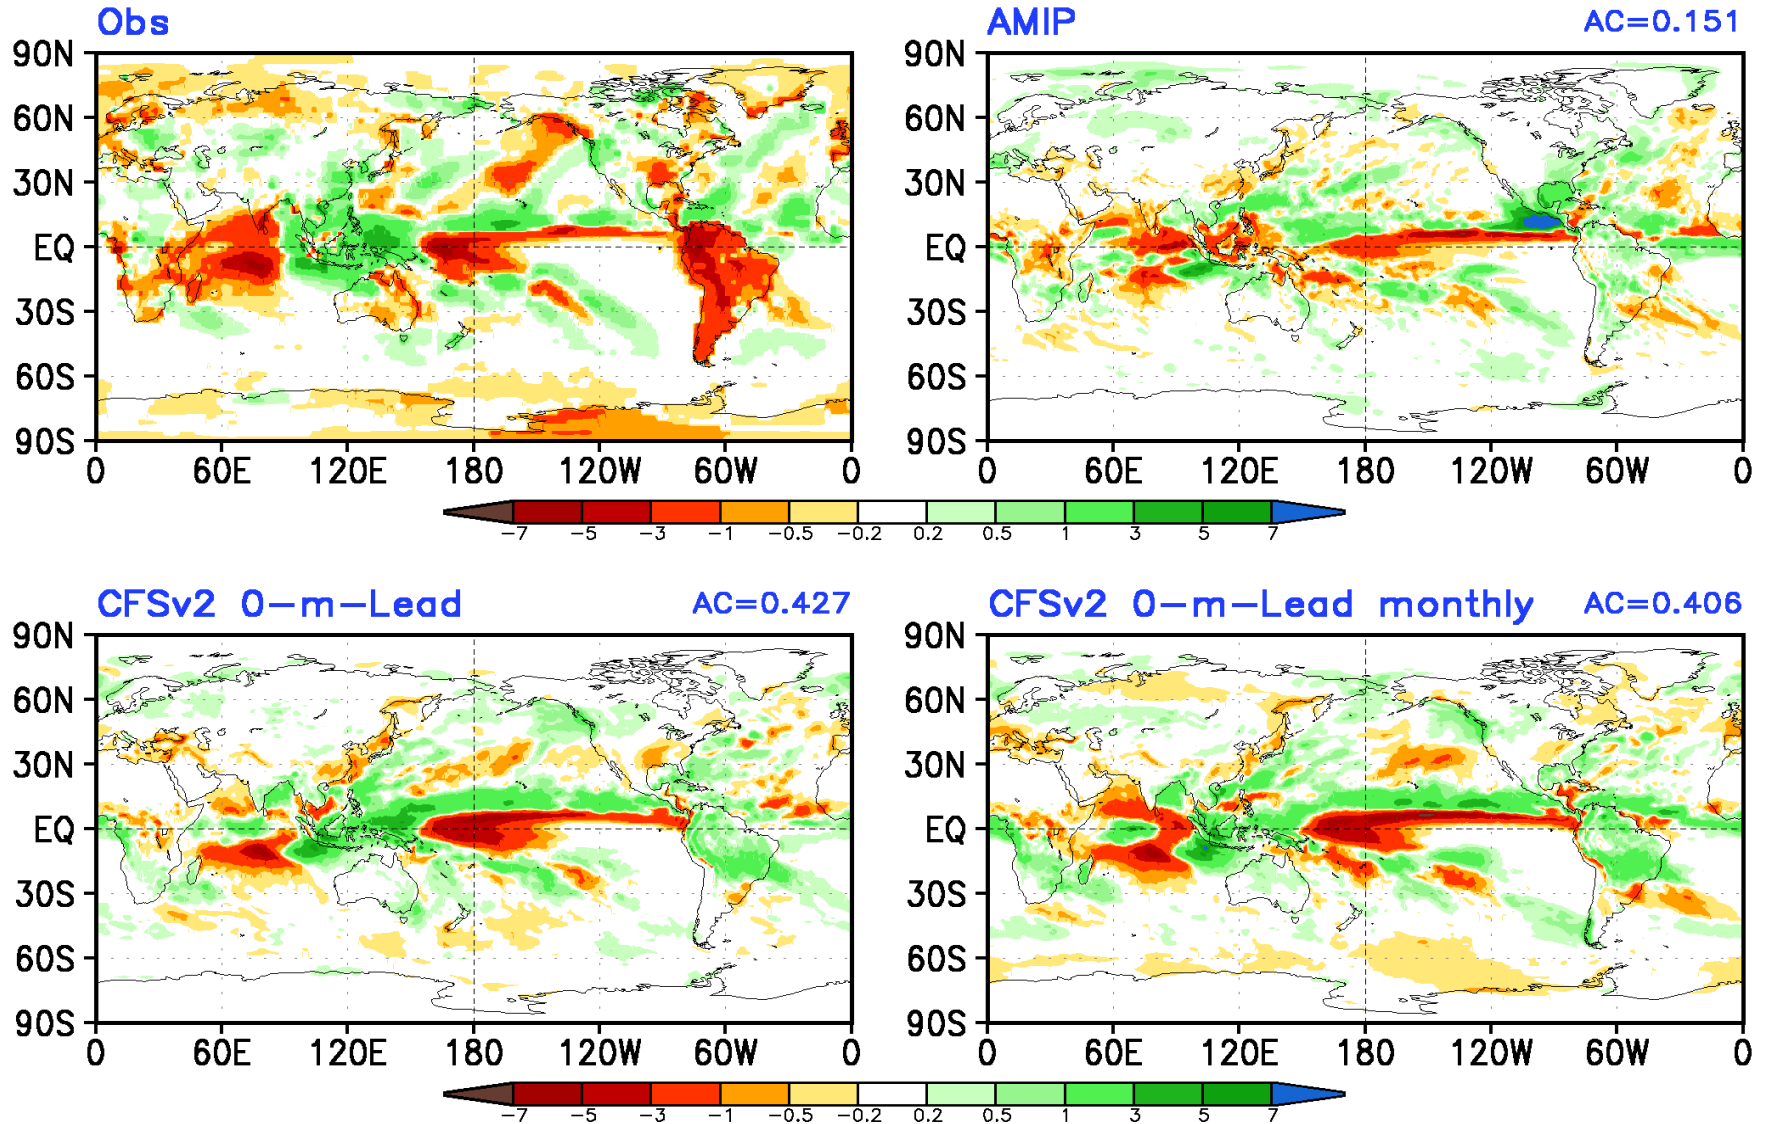 Obs
AMIP AC=0.151
90N 60N 30N EQ 30S 60S 90S
0 60E 120E 180 120W 60W 0
90N 60N 30N EQ 30S 60S 90S
0 60E 120E 180 120W 60W 0
-7 -5 -3 -1 -0.5 -0.2 0.2 0.5 1 3 5 7
CFSv2 0-m-Lead AC=0.427
CFSv2 0-m-Lead monthly AC=0.406
90N 60N 30N EQ 30S 60S 90S
0 60E 120E 180 120W 60W 0
90N 60N 30N EQ 30S 60S 90S
0 60E 120E 180 120W 60W 0
-7 -5 -3 -1 -0.5 -0.2 0.2 0.5 1 3 5 7